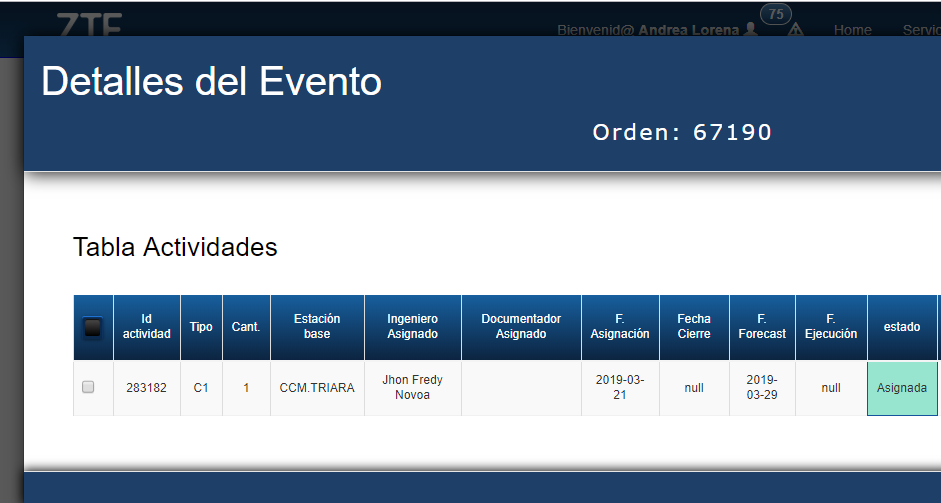 ZTE
75
Bienvenid@ Andrea Lorena
Home
Servic
Detalles del Evento
Orden: 67190
Tabla Actividades
Id actividad
Tipo
Cant.
Estación base
Ingeniero Asignado
Documentador Asignado
F. Asignación
Fecha Cierre
F. Forecast
F. Ejecución
estado
283182
C1
1
CCM.TRIARA
Jhon Fredy Novoa
2019-03-21
null
2019-03-29
null
Asignada